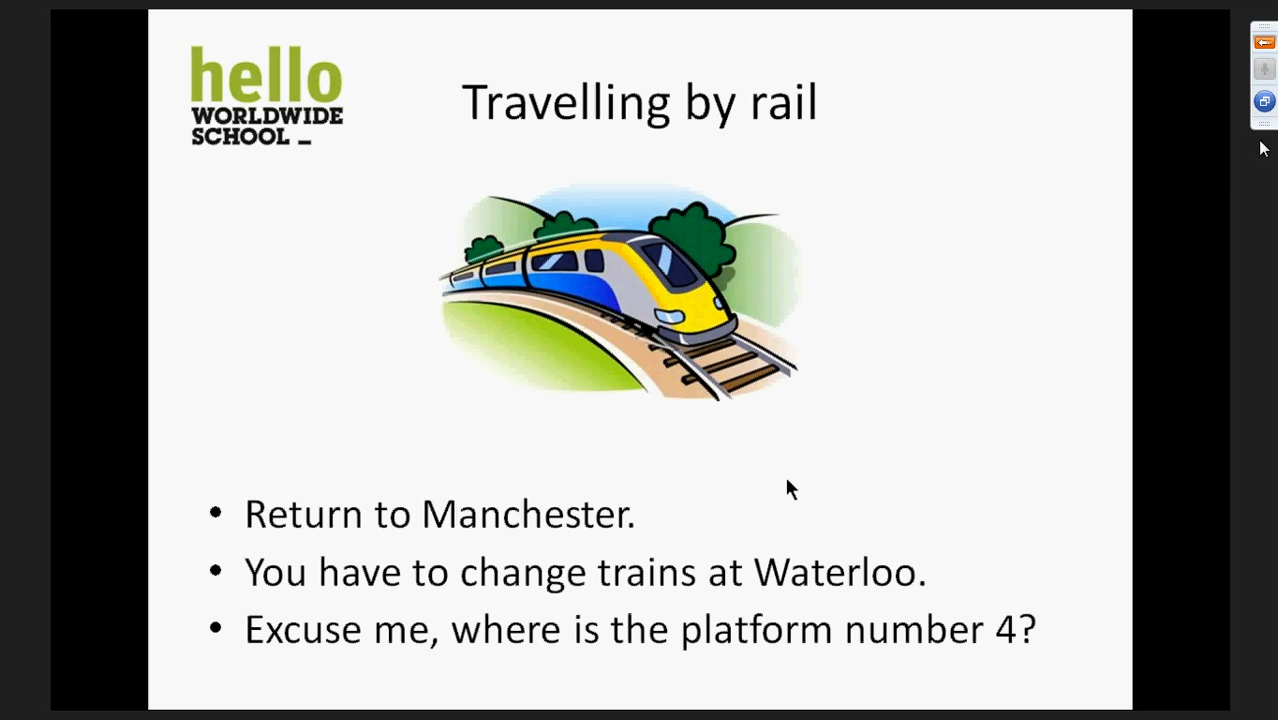 hello
WORLDWIDE
SCHOOL _
Travelling by rail
• Return to Manchester.
• You have to change trains at Waterloo.
• Excuse me, where is the platform number 4?